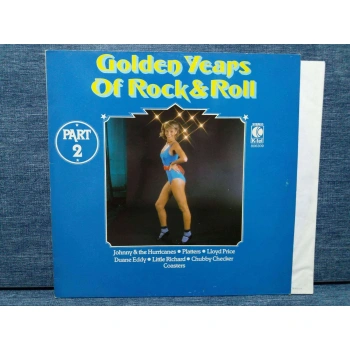 Golden Years
Of Rock & Roll
PART
2
K-tel
Johnny & the Hurricanes • Platters • Lloyd Price
Duane Eddy • Little Richard • Chubby Checker
Coasters